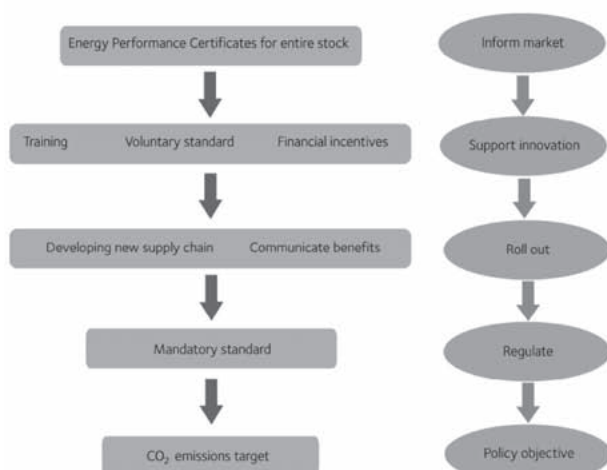 Energy Performance Certificates for entire stock
Inform market
Training Voluntary standard Financial incentives
Support innovation
Developing new supply chain Communicate benefits
Roll out
Mandatory standard
Regulate
CO₂ emissions target
Policy objective